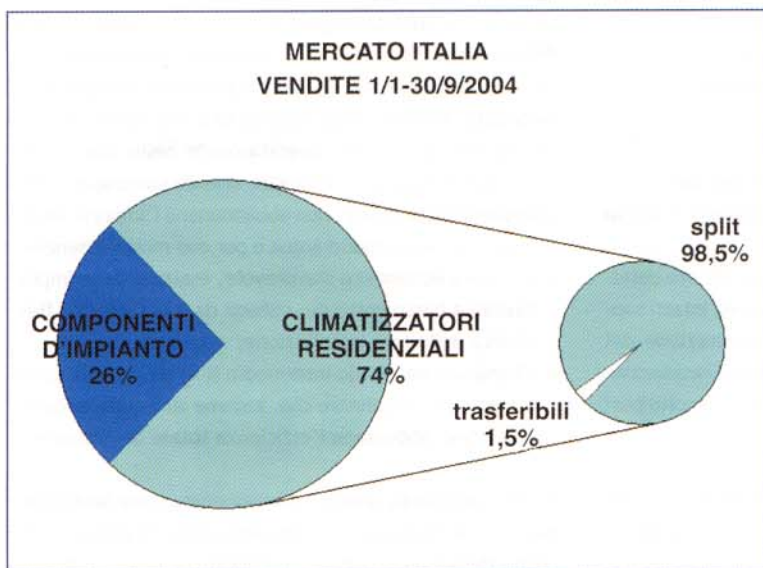 MERCATO ITALIA
VENDITE 1/1-30/9/2004
split
98,5%
COMPONENTI
D'IMPIANTO
26%
CLIMATIZZATORI
RESIDENZIALI
74%
trasferibili
1,5%